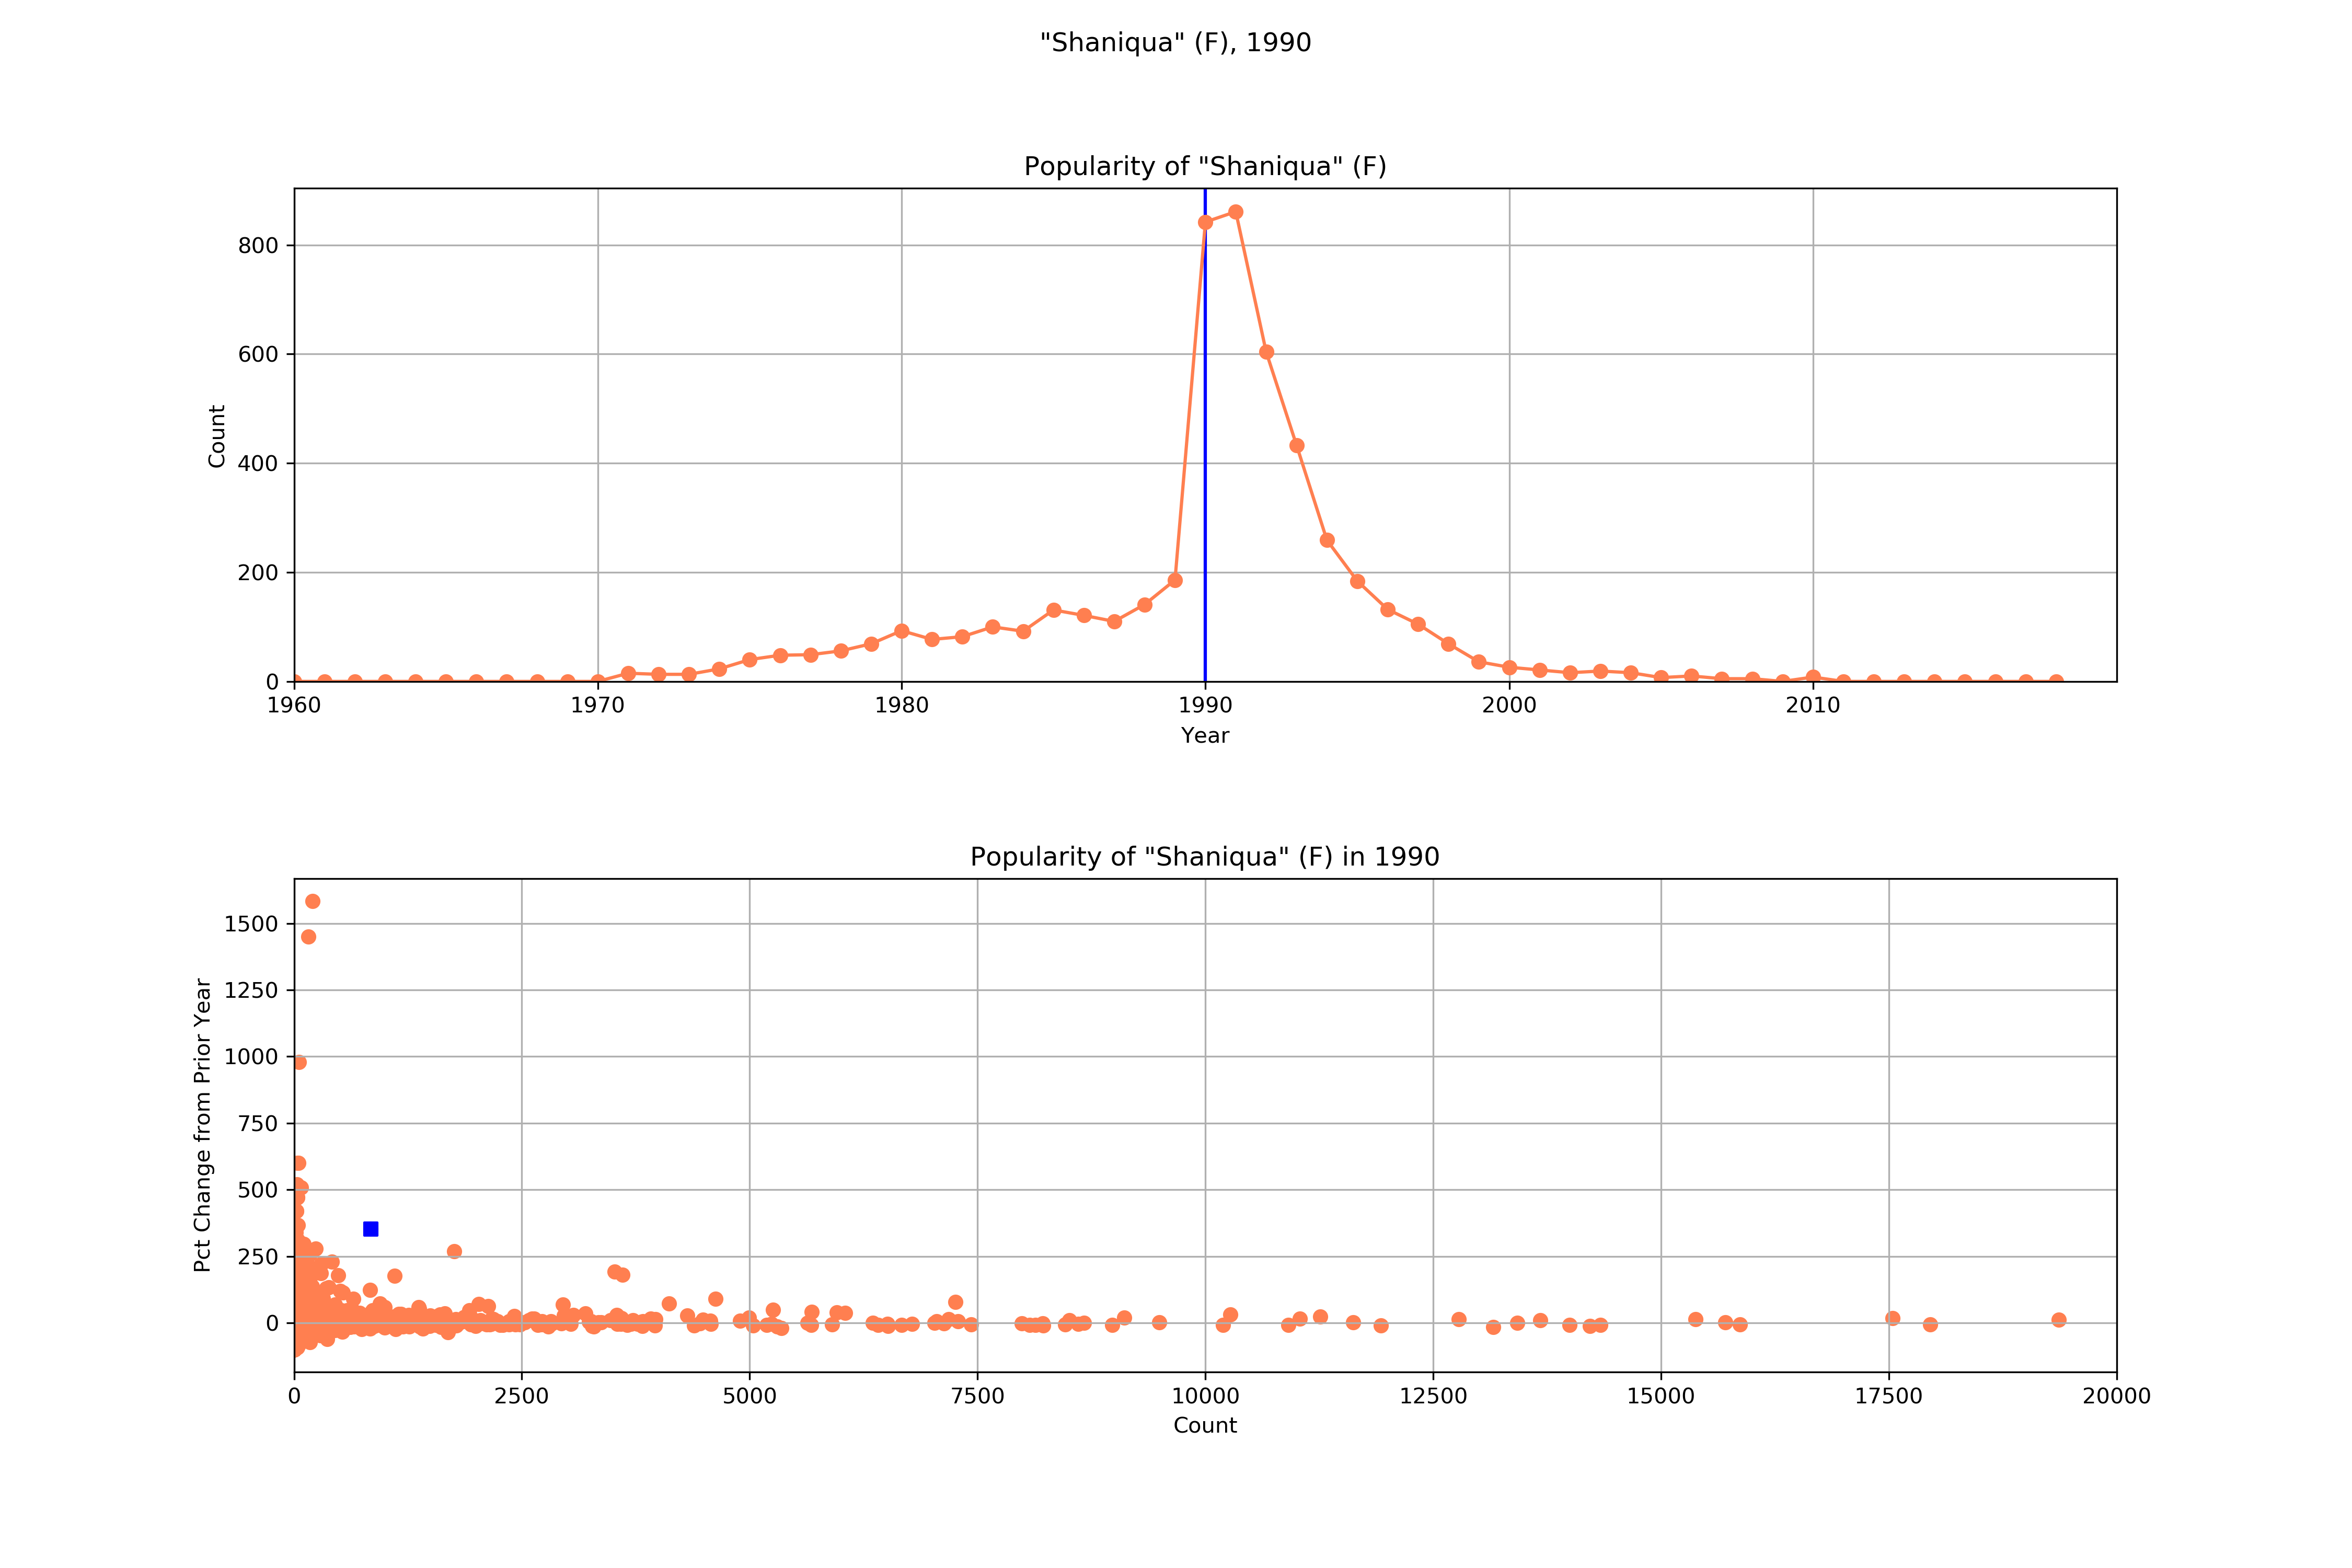 "Shaniqua" (F), 1990
Popularity of "Shaniqua" (F)
800
600
400
200
0
Count
1960 1970 1980 1990 2000 2010
Year
Popularity of "Shaniqua" (F) in 1990
1500
1250
1000
750
500
250
0
Pct Change from Prior Year
0 2500 5000 7500 10000 12500 15000 17500 20000
Count